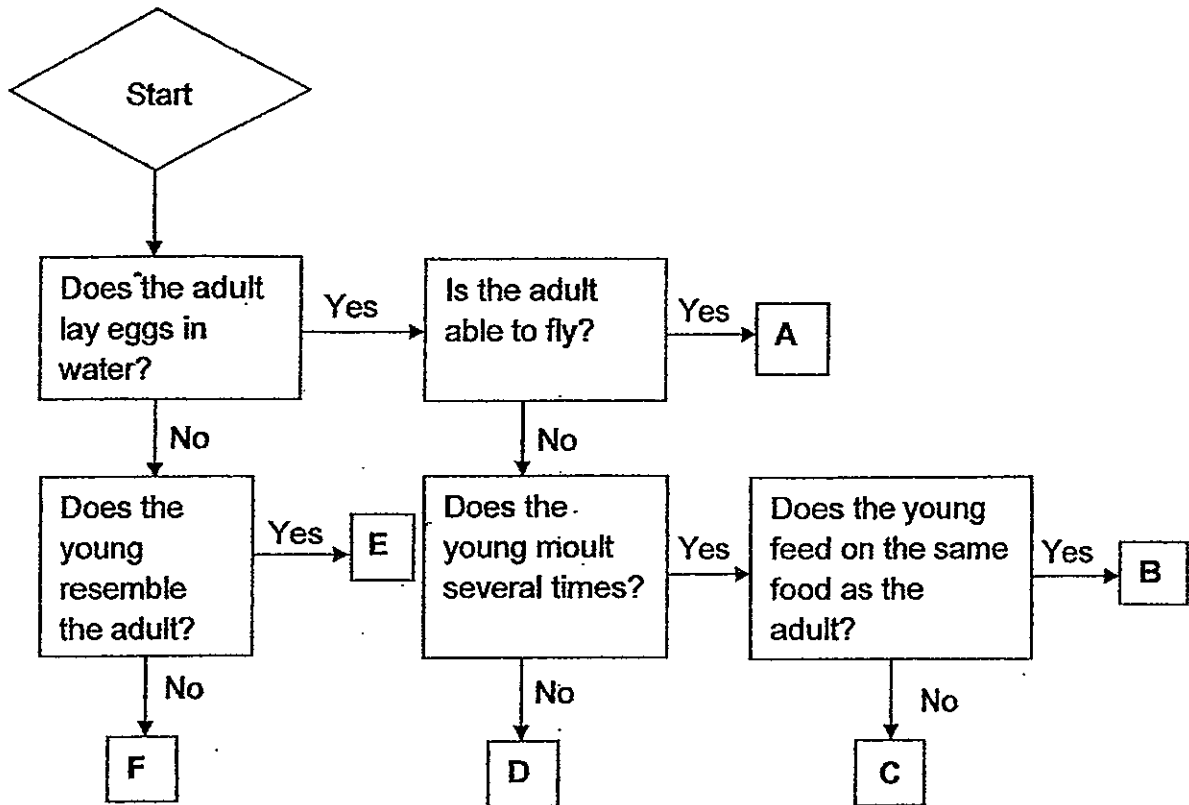 Start
Does the adult
lay eggs in
water?
Yes
Is the adult
able to fly?
Yes
A
No
No
Does the
young
resemble
the adult?
Yes
E
Does the
young moult
several times?
Yes
Does the young
feed on the same
food as the
adult?
Yes
B
No
No
No
F
D
C